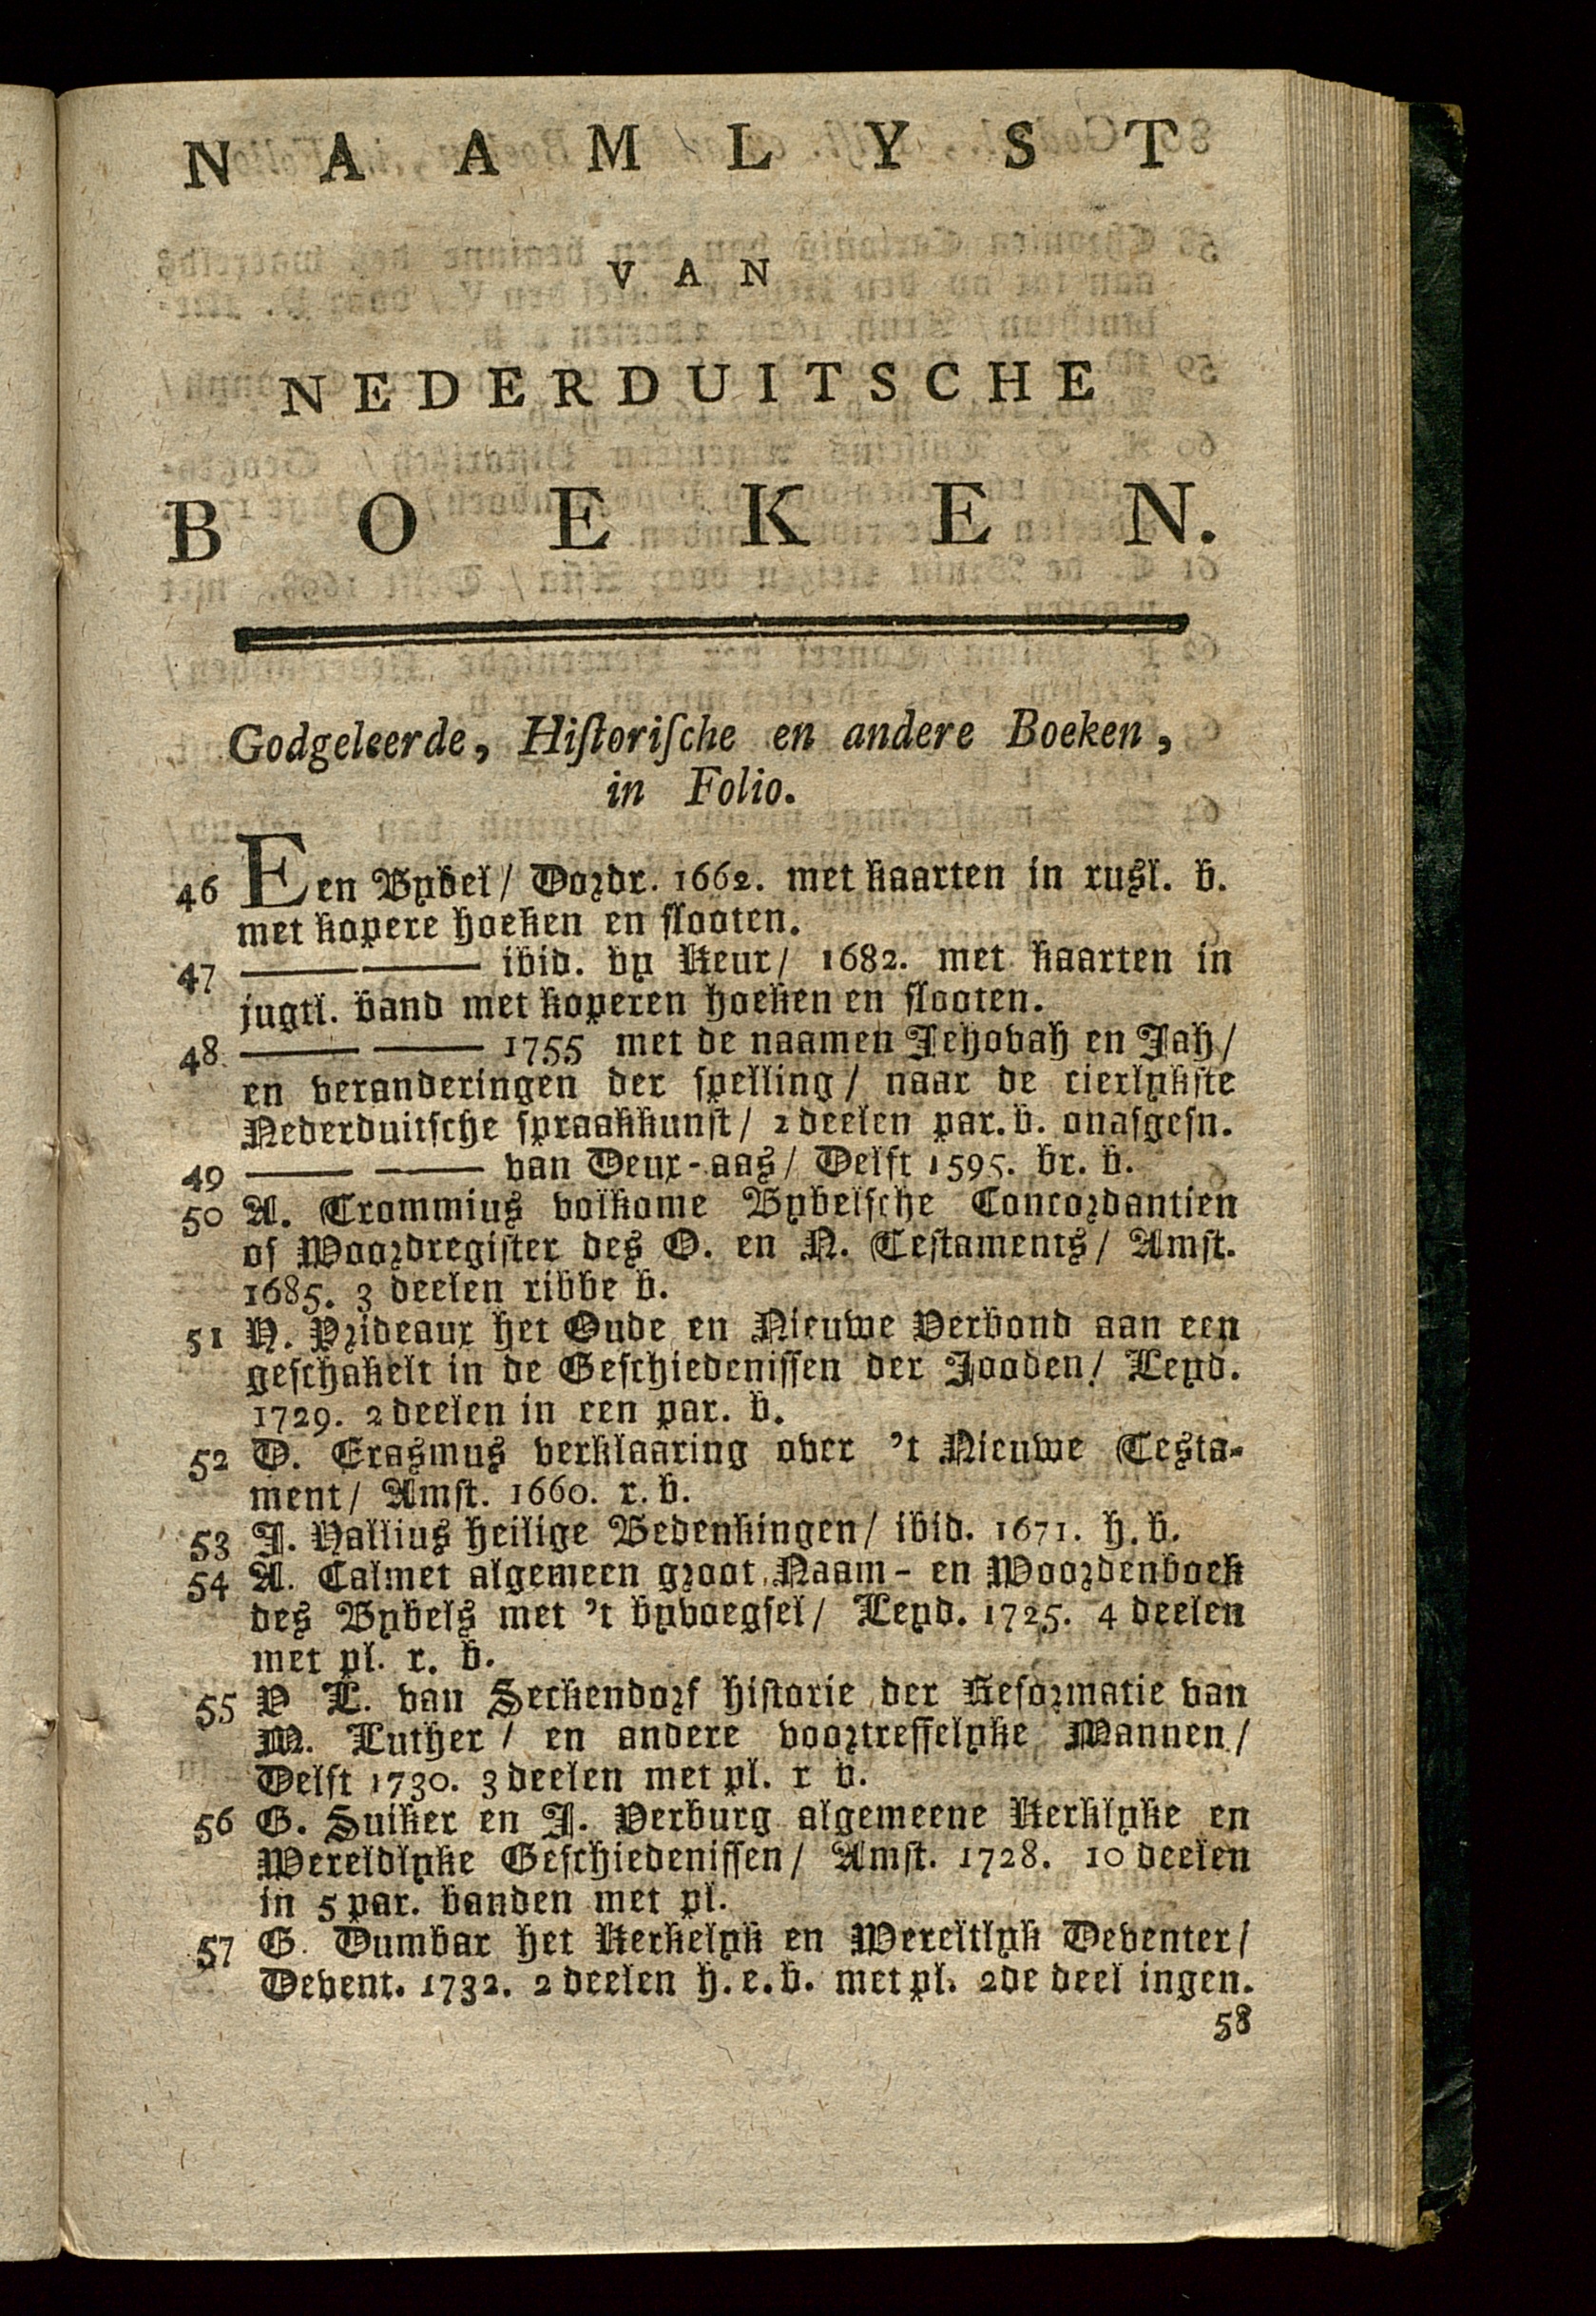 NAAMLYST
VAN
NEDERDUITSCHE
BOEKEN.
Godgeleerde, Historische en andere Boeken,
in Folio.
46 Een Bybel / Dordr. 1662. met kaarten in rusl. b.
met kopere hoeken en slooten.
47 ——— ibid. by Keur / 1682. met kaarten in
jugtl. band met koperen hoeken en slooten.
48 ——— 1755 met de naamen Jehovah en Jah /
en veranderingen der spelling / naar de cierlykste
Nederduitsche spraakkunst / 2 deelen par. b. onafgesn.
49 ——— van Deux-aas / Delft 1595. br. b.
50 A. Trommius volkome Bybelsche Concordantien
of Woordregister des O. en N. Testaments / Amst.
1685. 3 deelen ribbe b.
51 H. Prideaux het Oude en Nieuwe Verbond aan een
geschakelt in de Geschiedenissen der Jooden / Leyd.
1729. 2 deelen in een par. b.
52 D. Erasmus verklaaring over 't Nieuwe Testa-
ment / Amst. 1660. r. b.
53 J. Hallius heilige Bedenkingen / ibid. 1671. h. b.
54 A. Calmet algemeen groot Naam- en Woordenboek
des Bybels met 't byvoegsel / Leyd. 1725. 4 deelen
met pl. r. b.
55 V L. van Seckendorf historie der Reformatie van
M. Luther / en andere voortreffelyke Mannen /
Delft 1730. 3 deelen met pl. r b.
56 G. Suiker en J. Verburg algemeene Kerklyke en
Wereldlyke Geschiedenissen / Amst. 1728. 10 deelen
in 5 par. banden met pl.
57 G. Dumbar het Kerkelyk en Wereltlyk Deventer /
Devent. 1732. 2 deelen h. e. b. met pl. 2de deel ingen.
58